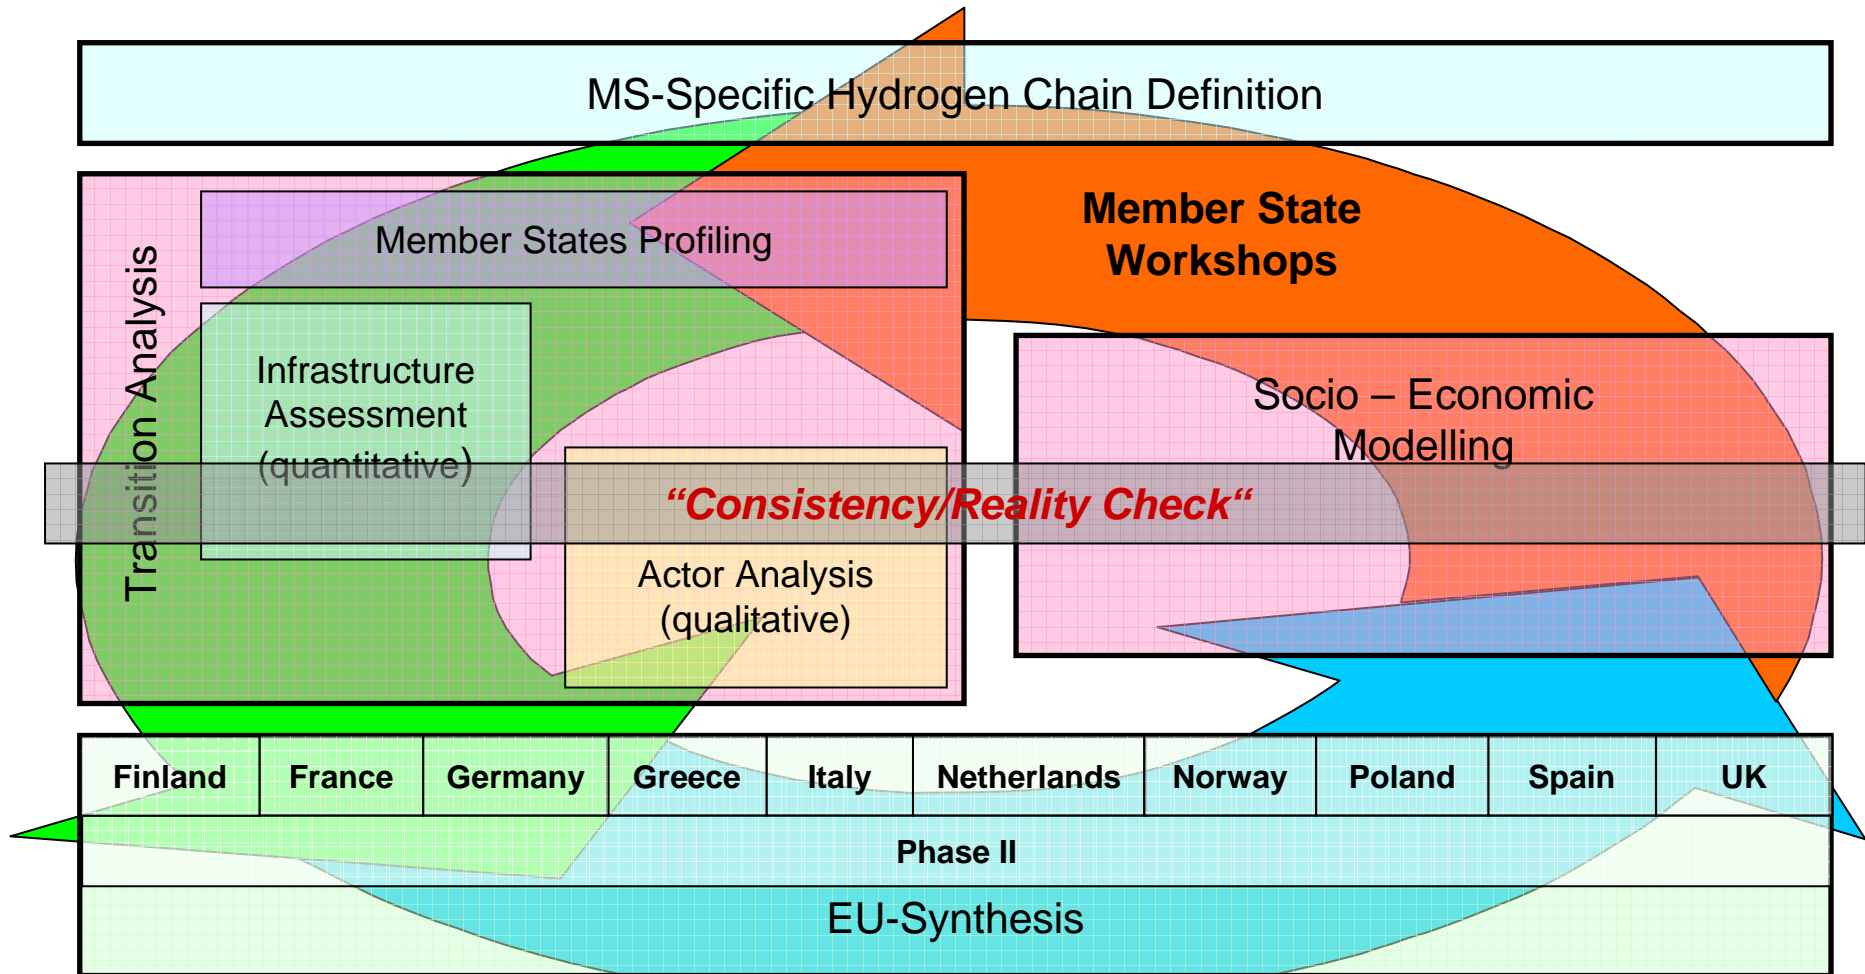 MS-Specific Hydrogen Chain Definition
Member State
Workshops
Member States Profiling
Transition Analysis
Infrastructure
Assessment
(quantitative)
Socio – Economic
Modelling
“Consistency/Reality Check“
Actor Analysis
(qualitative)
Finland France Germany Greece Italy Netherlands Norway Poland Spain UK
Phase II
EU-Synthesis